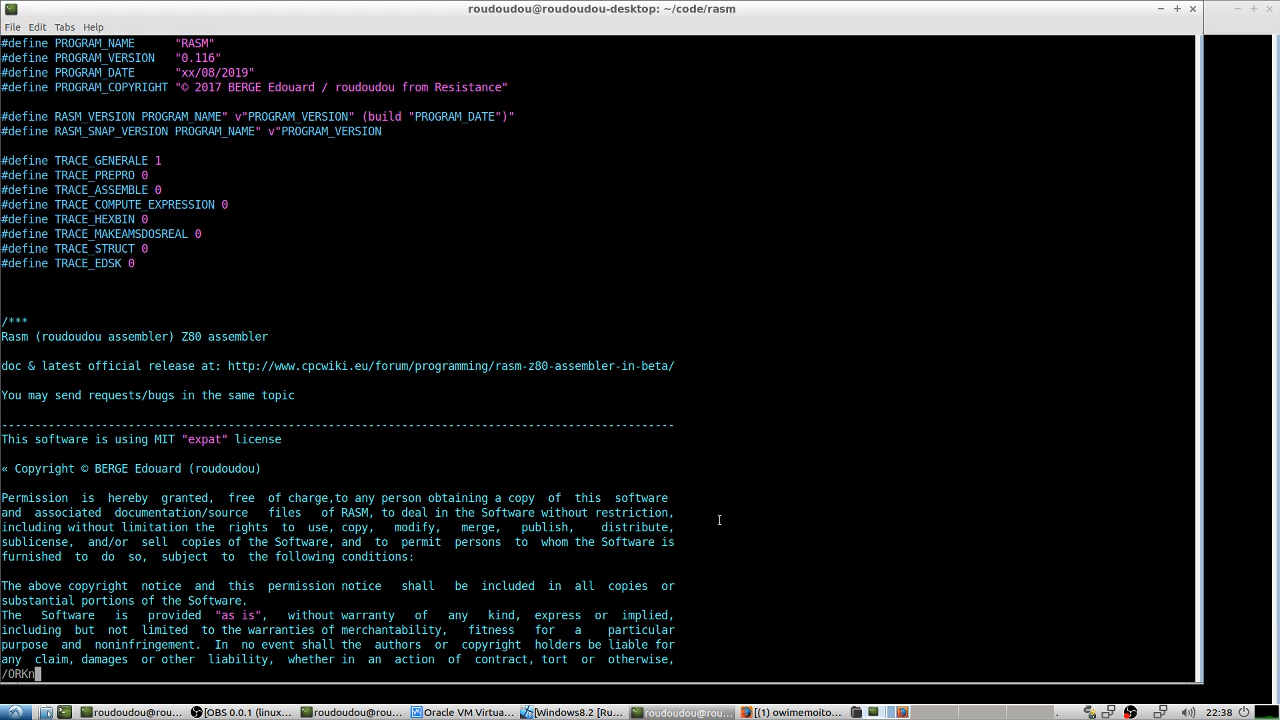 roudoudou@roudoudou-desktop: ~/code/rasm
File Edit Tabs Help
#define PROGRAM_NAME "RASM"
#define PROGRAM_VERSION "0.116"
#define PROGRAM_DATE "xx/08/2019"
#define PROGRAM_COPYRIGHT "© 2017 BERGE Edouard / roudoudou from Resistance"
#define RASM_VERSION PROGRAM_NAME" v"PROGRAM_VERSION" (build "PROGRAM_DATE")"
#define RASM_SNAP_VERSION PROGRAM_NAME" v"PROGRAM_VERSION
#define TRACE_GENERALE 1
#define TRACE_PREPRO 0
#define TRACE_ASSEMBLE 0
#define TRACE_COMPUTE_EXPRESSION 0
#define TRACE_HEXBIN 0
#define TRACE_MAKEAMSDOSREAL 0
#define TRACE_STRUCT 0
#define TRACE_EDSK 0
/***
Rasm (roudoudou assembler) Z80 assembler
doc & latest official release at: http://www.cpcwiki.eu/forum/programming/rasm-z80-assembler-in-beta/
You may send requests/bugs in the same topic
-----------------------------------------------------------------------------------------------------
This software is using MIT "expat" license
« Copyright © BERGE Edouard (roudoudou)
Permission is hereby granted, free of charge,to any person obtaining a copy of this software
and associated documentation/source files of RASM, to deal in the Software without restriction,
including without limitation the rights to use, copy, modify, merge, publish, distribute,
sublicense, and/or sell copies of the Software, and to permit persons to whom the Software is
furnished to do so, subject to the following conditions:
The above copyright notice and this permission notice shall be included in all copies or
substantial portions of the Software.
The Software is provided "as is", without warranty of any kind, express or implied,
including but not limited to the warranties of merchantability, fitness for a particular
purpose and noninfringement. In no event shall the authors or copyright holders be liable for
any claim, damages or other liability, whether in an action of contract, tort or otherwise,
/ORKn
roudoudou@rou... [OBS 0.0.1 (linux... roudoudou@rou... Oracle VM Virtua... [Windows8.2 [Ru... roudoudou@rou... [(1) owimemoito... 22:38